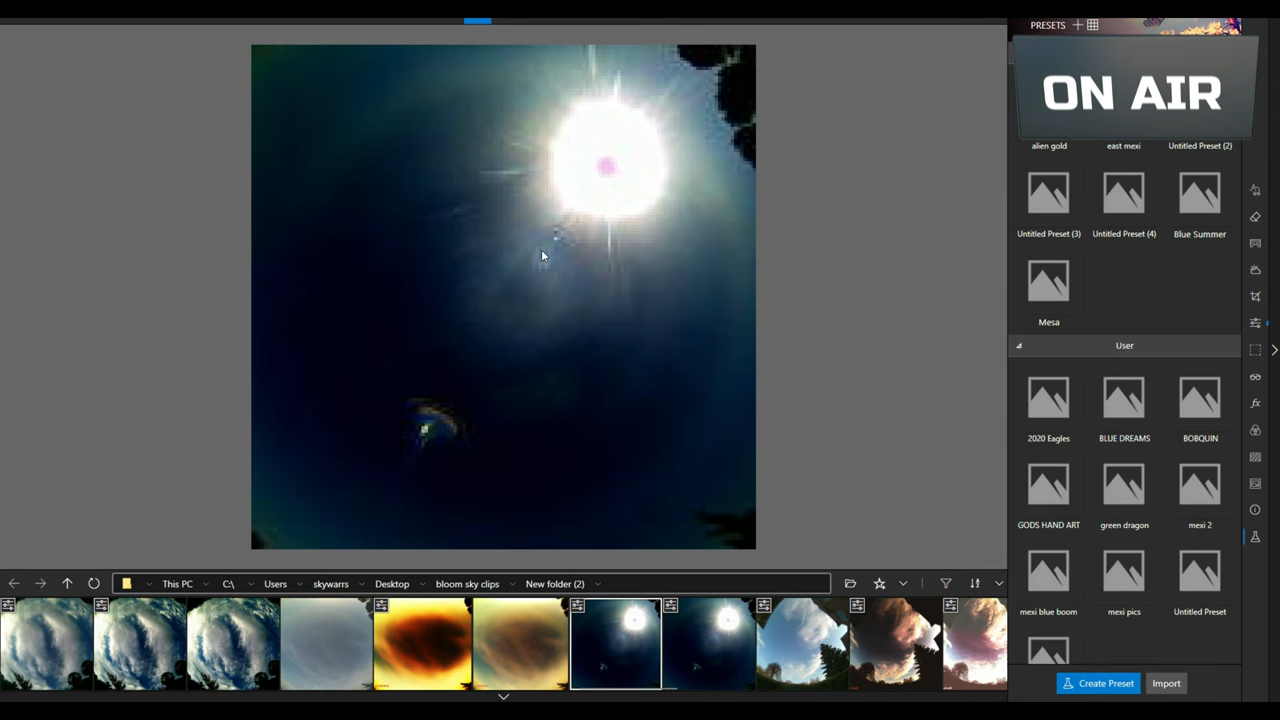 PRESETS
ON AIR
alien gold
east mexi
Untitled Preset (2)
Untitled Preset (3)
Untitled Preset (4)
Blue Summer
Mesa
User
2020 Eagles
BLUE DREAMS
BOBQUIN
GODS HAND ART
green dragon
mexi 2
mexi blue boom
mexi pics
Untitled Preset
This PC
C:\
Users
skywarrs
Desktop
bloom sky clips
New folder (2)
Create Preset
Import